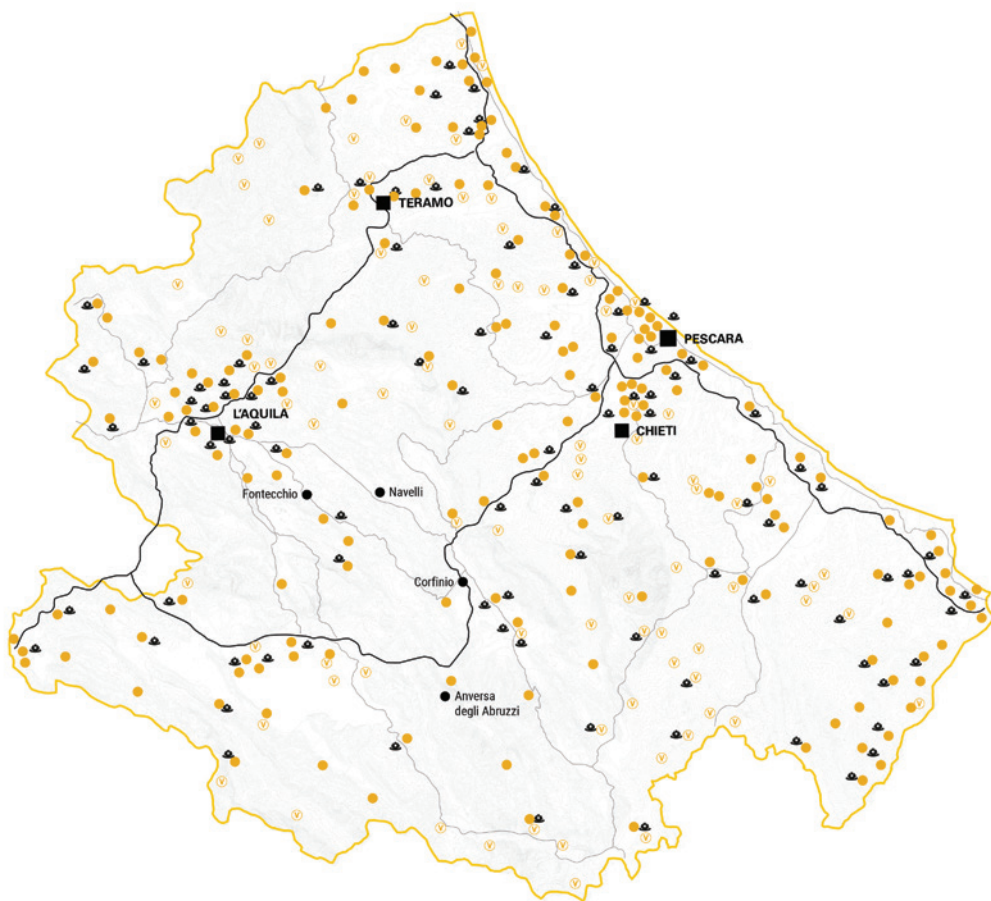 TERAMO
PESCARA
L'AQUILA
CHIETI
Fontecchio
Navelli
Corfinio
Anversa
degli Abruzzi